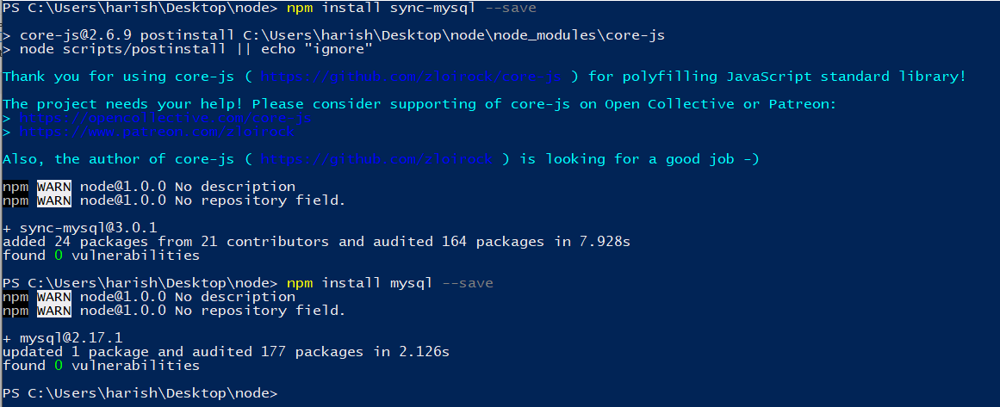 PS C:\Users\harish\Desktop\node> npm install sync-mysql --save
> core-js@2.6.9 postinstall C:\Users\harish\Desktop\node\node_modules\core-js
> node scripts/postinstall || echo "ignore"
Thank you for using core-js ( https://github.com/zloirock/core-js ) for polyfilling JavaScript standard library!
The project needs your help! Please consider supporting of core-js on Open Collective or Patreon:
> https://opencollective.com/core-js
> https://www.patreon.com/zloirock
Also, the author of core-js ( https://github.com/zloirock ) is looking for a good job -)
npm WARN node@1.0.0 No description
npm WARN node@1.0.0 No repository field.
+ sync-mysql@3.0.1
added 24 packages from 21 contributors and audited 164 packages in 7.928s
found 0 vulnerabilities
PS C:\Users\harish\Desktop\node> npm install mysql --save
npm WARN node@1.0.0 No description
npm WARN node@1.0.0 No repository field.
+ mysql@2.17.1
updated 1 package and audited 177 packages in 2.126s
found 0 vulnerabilities
PS C:\Users\harish\Desktop\node>